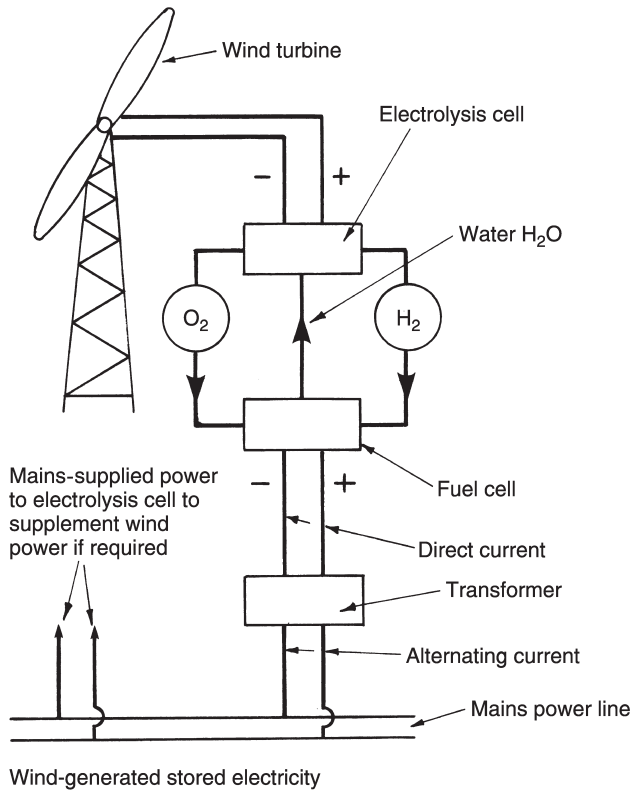 Wind turbine
Electrolysis cell
− +
Water H₂O
O₂
H₂
Mains-supplied power
to electrolysis cell to
supplement wind
power if required
− +
Fuel cell
Direct current
Transformer
Alternating current
Mains power line
Wind-generated stored electricity